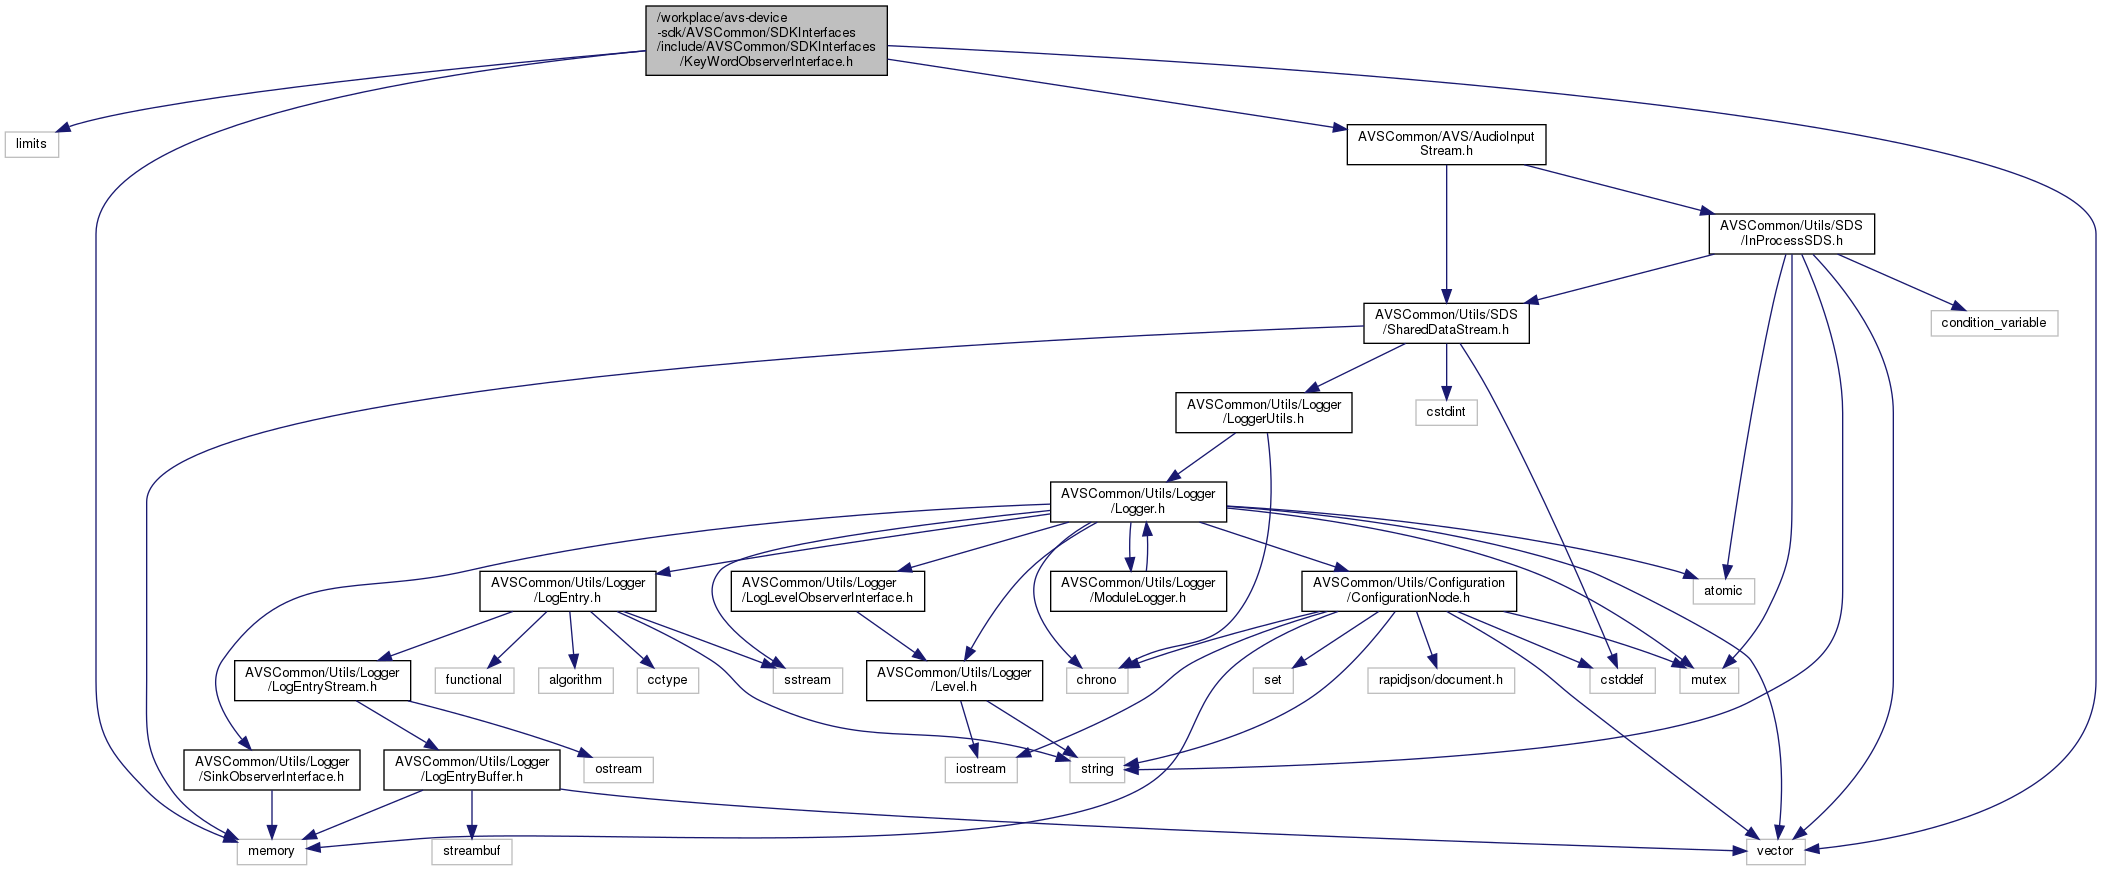 /workplace/avs-device
-sdk/AVSCommon/SDKInterfaces
/include/AVSCommon/SDKInterfaces
/KeyWordObserverInterface.h
limits
AVSCommon/AVS/AudioInput
Stream.h
AVSCommon/Utils/SDS
/InProcessSDS.h
AVSCommon/Utils/SDS
/SharedDataStream.h
condition_variable
AVSCommon/Utils/Logger
/LoggerUtils.h
cstdint
AVSCommon/Utils/Logger
/Logger.h
AVSCommon/Utils/Logger
/LogEntry.h
AVSCommon/Utils/Logger
/LogLevelObserverInterface.h
AVSCommon/Utils/Logger
/ModuleLogger.h
AVSCommon/Utils/Configuration
/ConfigurationNode.h
atomic
AVSCommon/Utils/Logger
/LogEntryStream.h
functional
algorithm
cctype
sstream
AVSCommon/Utils/Logger
/Level.h
chrono
set
rapidjson/document.h
cstddef
mutex
AVSCommon/Utils/Logger
/SinkObserverInterface.h
AVSCommon/Utils/Logger
/LogEntryBuffer.h
ostream
iostream
string
memory
streambuf
vector